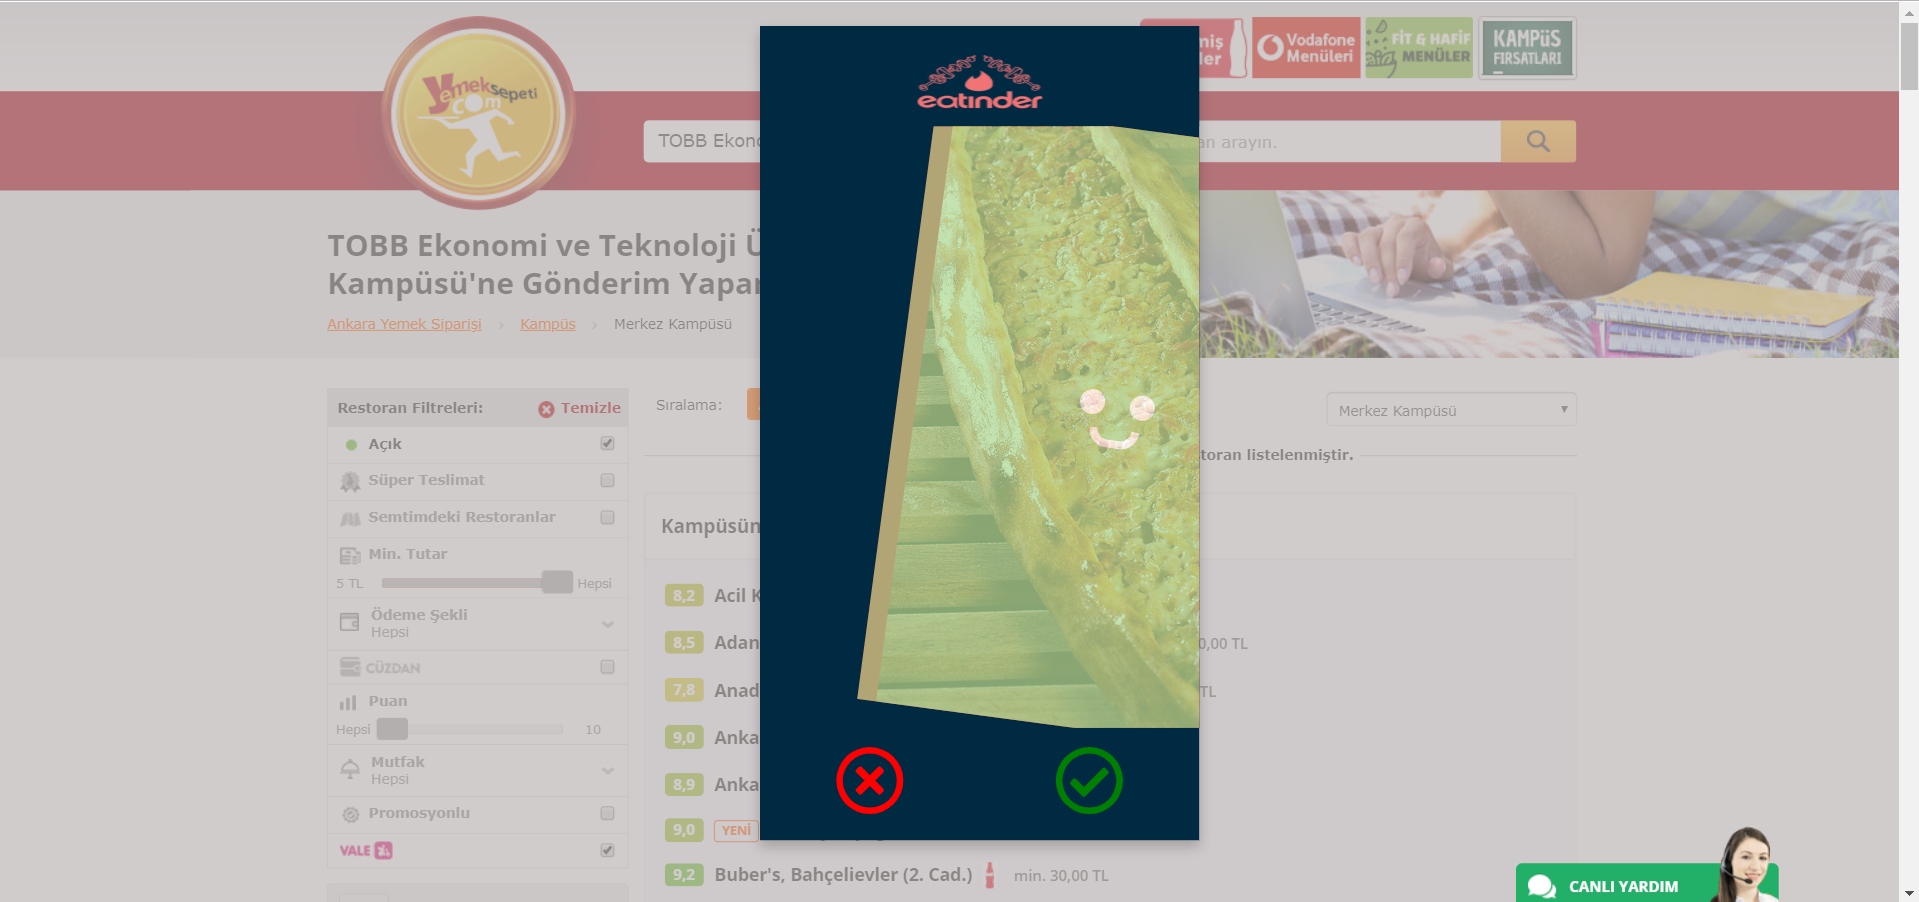 Yemeksepeti
com
miş
ler
Vodafone
Menüleri
FİT & HAFİF
MENÜLER
KAMPüS
FIRSATLARI
eatinder
TOBB Ekono
an arayın.
TOBB Ekonomi ve Teknoloji Ü
Kampüsü'ne Gönderim Yapan
Ankara Yemek Siparişi › Kampüs › Merkez Kampüsü
Restoran Filtreleri: Temizle
Açık
Süper Teslimat
Semtimdeki Restoranlar
Min. Tutar
5 TL Hepsi
Ödeme Şekli
Hepsi
CÜZDAN
Puan
Hepsi 10
Mutfak
Hepsi
Promosyonlu
VALE
Sıralama:
Merkez Kampüsü
toran listelenmiştir.
Kampüsün
8,2 Acil K
8,5 Adan 0,00 TL
7,8 Anad TL
9,0 Anka
8,9 Anka
9,0 YENİ
9,2 Buber's, Bahçelievler (2. Cad.) min. 30,00 TL
CANLI YARDIM